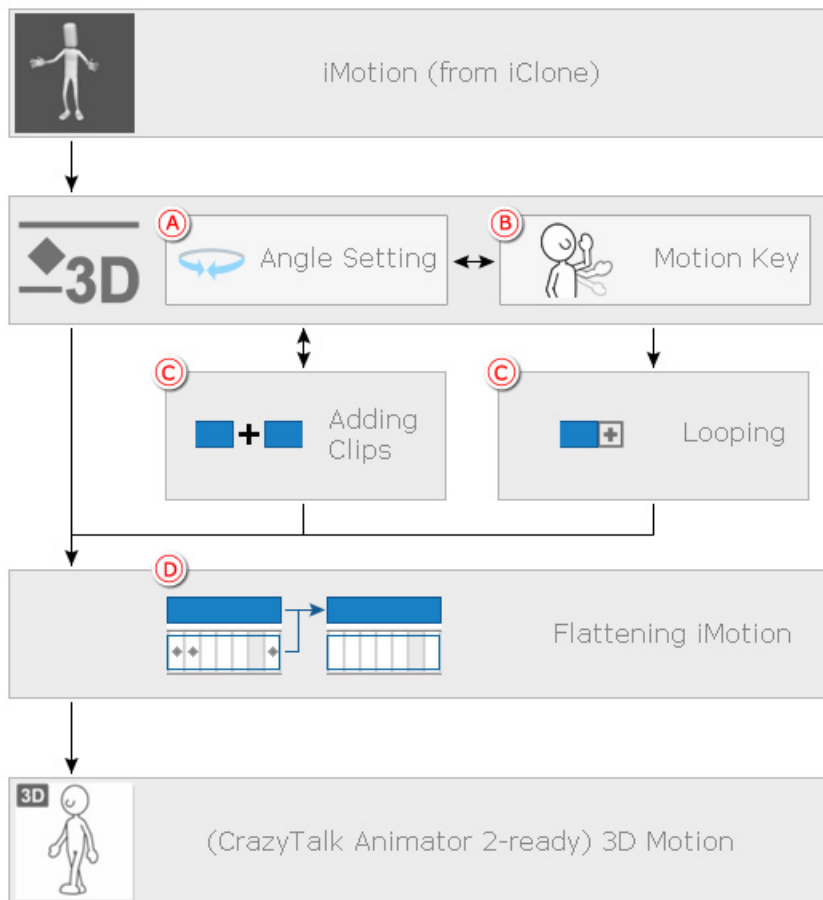 iMotion (from iClone)
A
B
3D
Angle Setting
Motion Key
C
C
Adding
Clips
Looping
D
Flattening iMotion
3D
(CrazyTalk Animator 2-ready) 3D Motion